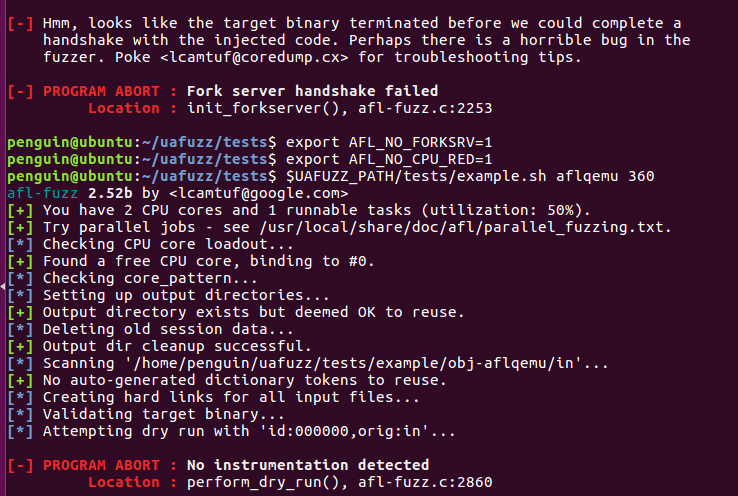 [-] Hmm, looks like the target binary terminated before we could complete a
handshake with the injected code. Perhaps there is a horrible bug in the
fuzzer. Poke <lcamtuf@coredump.cx> for troubleshooting tips.
[-] PROGRAM ABORT : Fork server handshake failed
Location : init_forkserver(), afl-fuzz.c:2253
penguin@ubuntu:~/uafuzz/tests$ export AFL_NO_FORKSRV=1
penguin@ubuntu:~/uafuzz/tests$ export AFL_NO_CPU_RED=1
penguin@ubuntu:~/uafuzz/tests$ $UAFUZZ_PATH/tests/example.sh aflqemu 360
afl-fuzz 2.52b by <lcamtuf@google.com>
[+] You have 2 CPU cores and 1 runnable tasks (utilization: 50%).
[+] Try parallel jobs - see /usr/local/share/doc/afl/parallel_fuzzing.txt.
[*] Checking CPU core loadout...
[+] Found a free CPU core, binding to #0.
[*] Checking core_pattern...
[*] Setting up output directories...
[+] Output directory exists but deemed OK to reuse.
[*] Deleting old session data...
[+] Output dir cleanup successful.
[*] Scanning '/home/penguin/uafuzz/tests/example/obj-aflqemu/in'...
[+] No auto-generated dictionary tokens to reuse.
[*] Creating hard links for all input files...
[*] Validating target binary...
[*] Attempting dry run with 'id:000000,orig:in'...
[-] PROGRAM ABORT : No instrumentation detected
Location : perform_dry_run(), afl-fuzz.c:2860